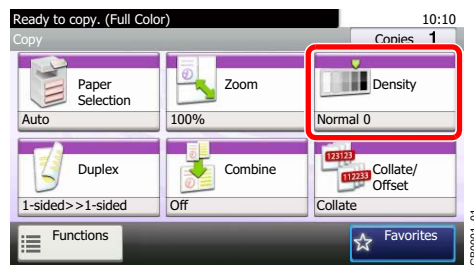 Ready to copy. (Full Color) 10:10
Copy Copies 1
Paper Selection
Zoom
Density
Auto
100%
Normal 0
Duplex
Combine
123123
112233
Collate/
Offset
1-sided>>1-sided
Off
Collate
Functions
Favorites